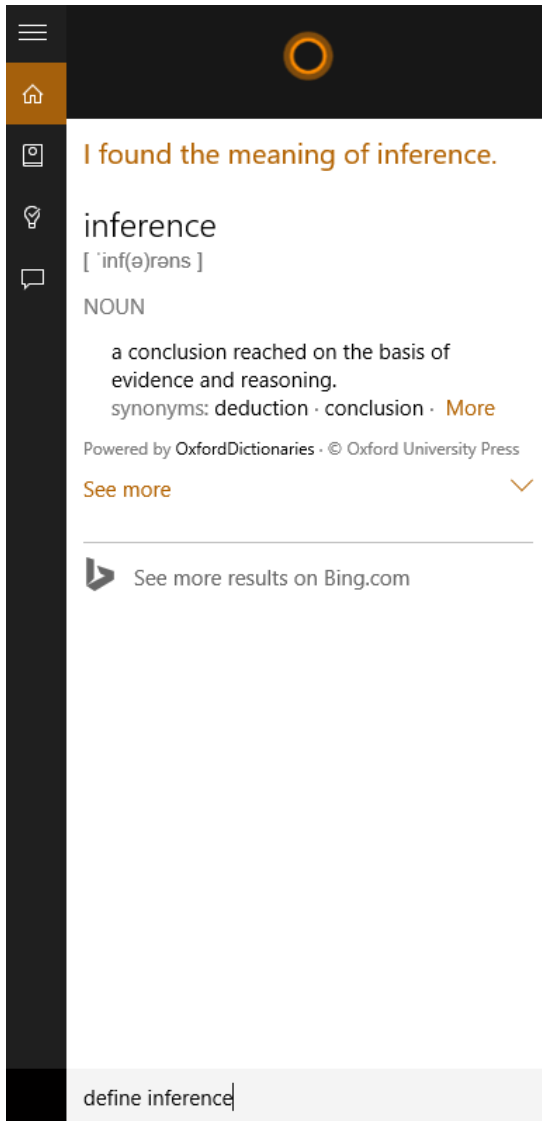 I found the meaning of inference.
inference
[ ˈinf(ə)rəns ]
NOUN
a conclusion reached on the basis of
evidence and reasoning.
synonyms: deduction · conclusion · More
Powered by OxfordDictionaries · © Oxford University Press
See more
See more results on Bing.com
define inference